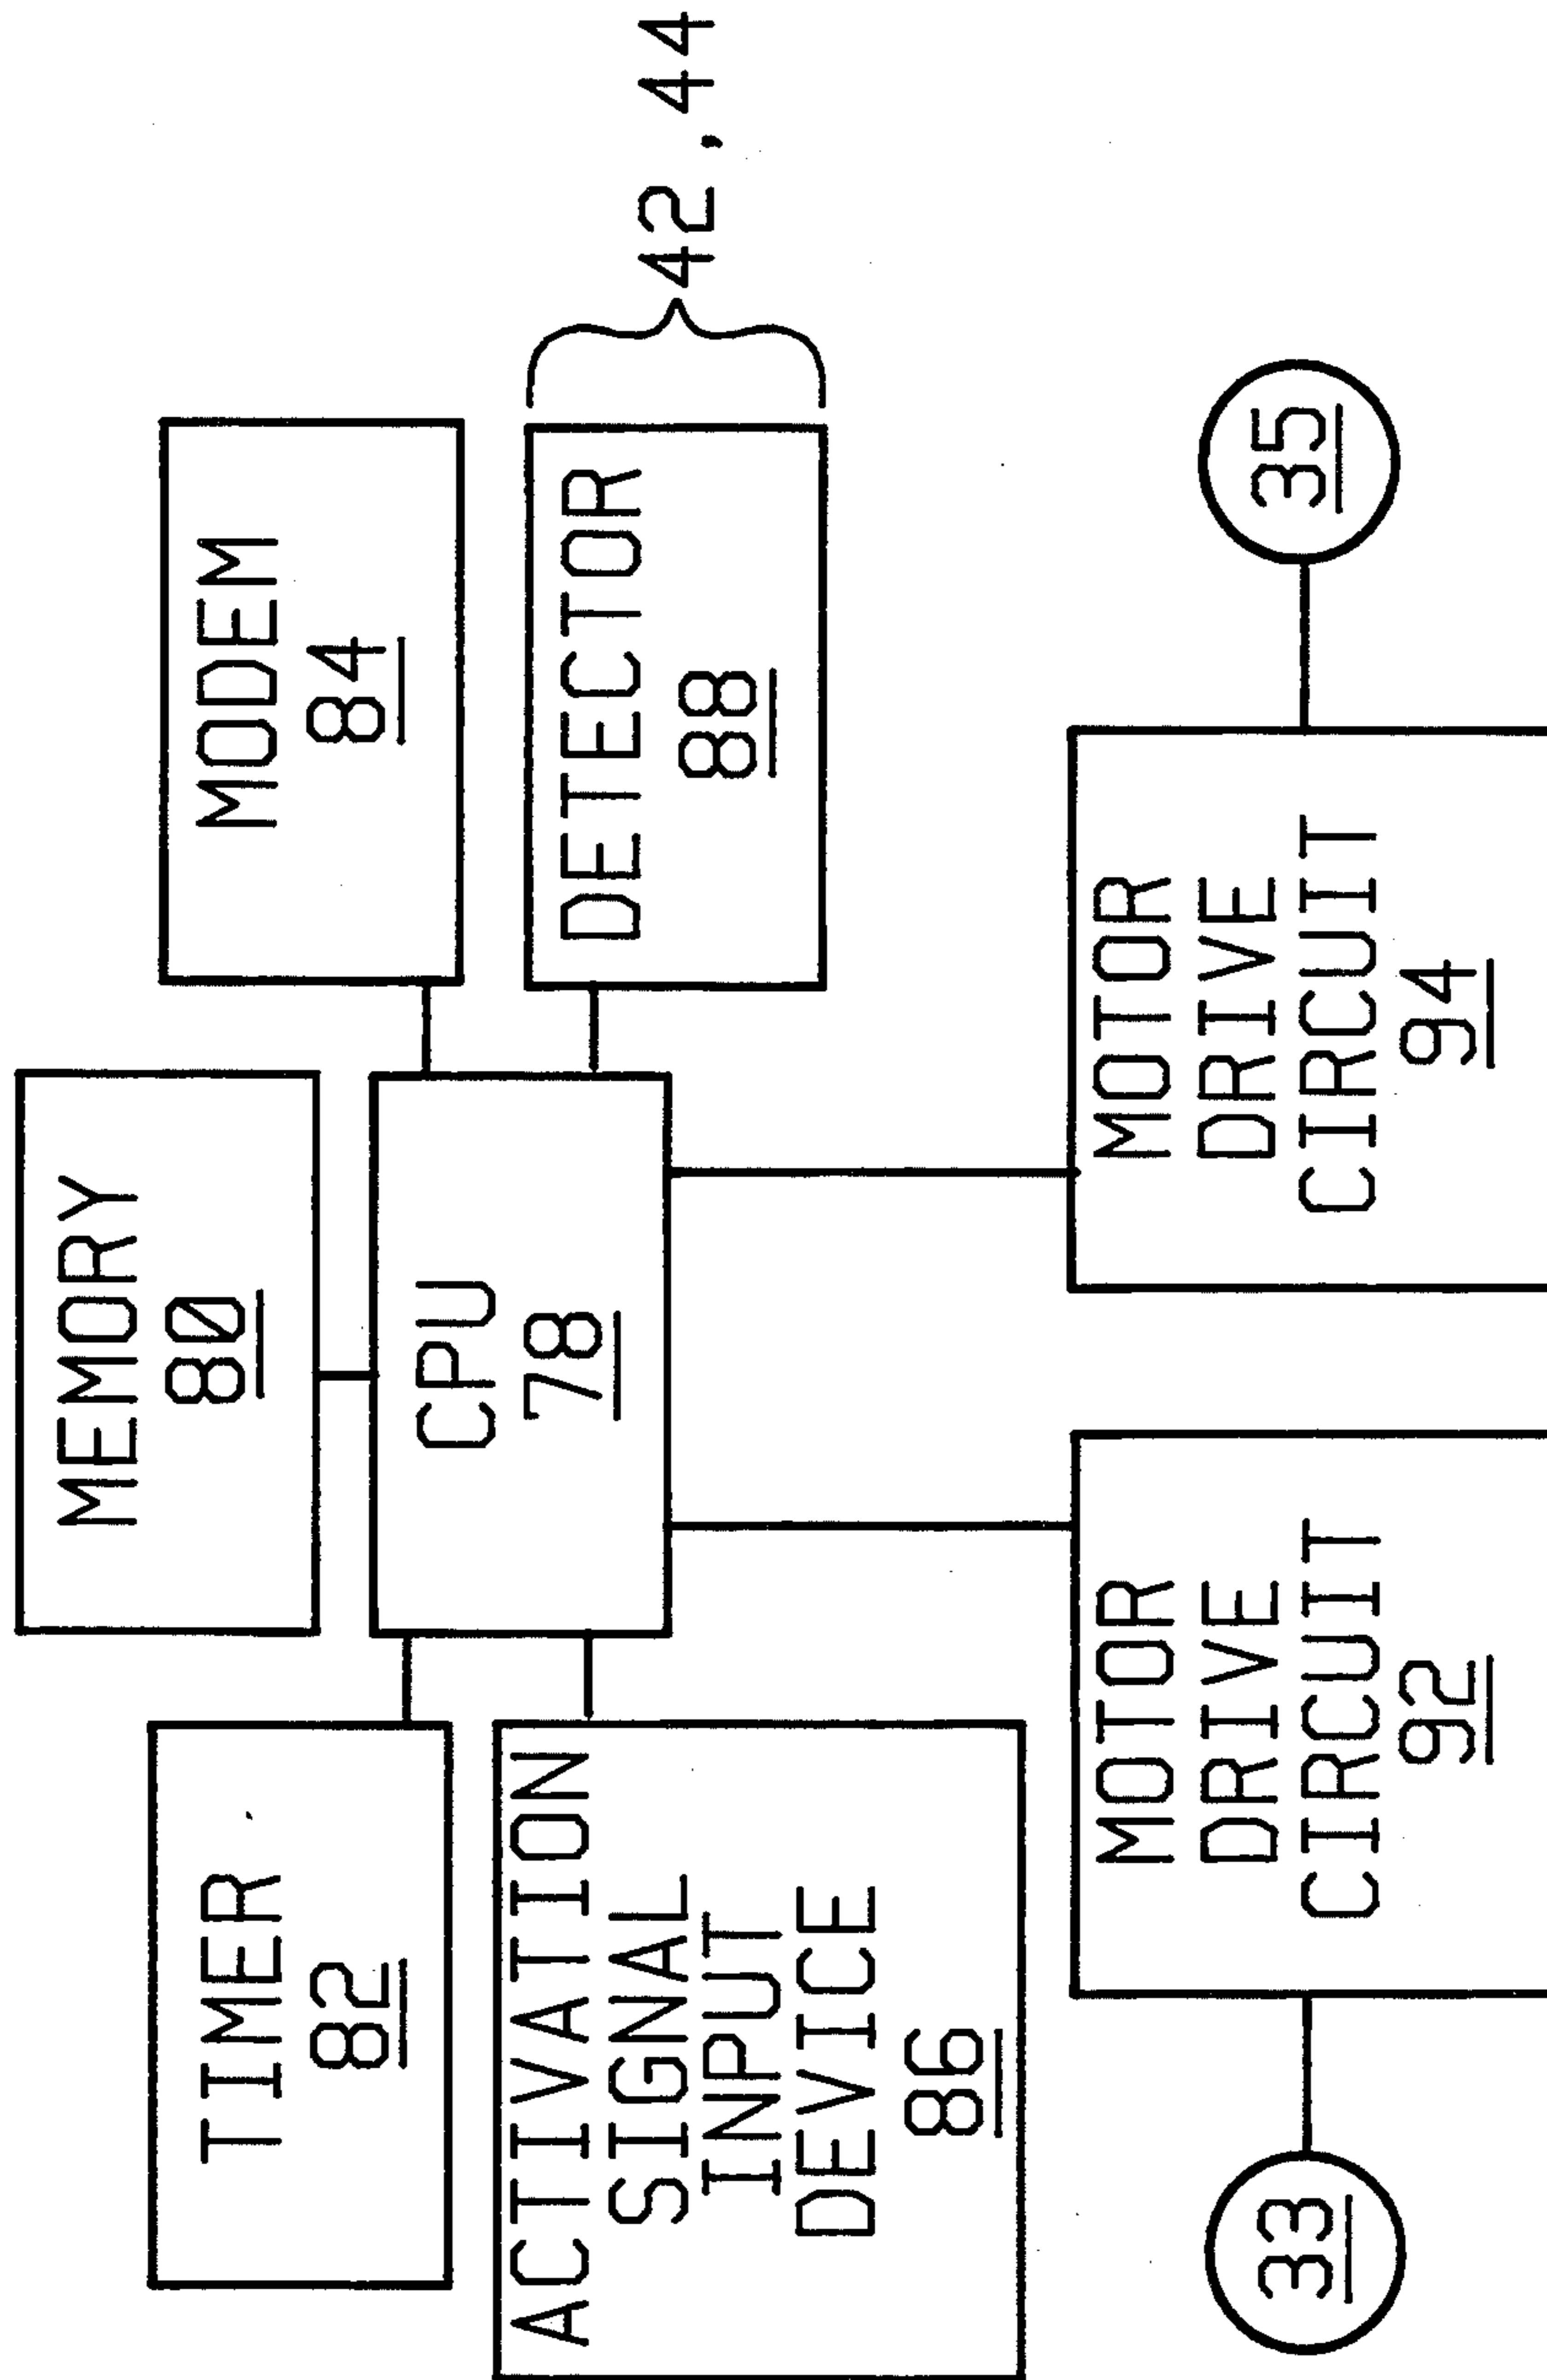 MEMORY
80
TIMER
82
MODEM
84
CPU
78
ACTIVATION
SIGNAL
INPUT
DEVICE
86
DETECTOR
88
42,44
MOTOR
DRIVE
CIRCUIT
92
MOTOR
DRIVE
CIRCUIT
94
33
35